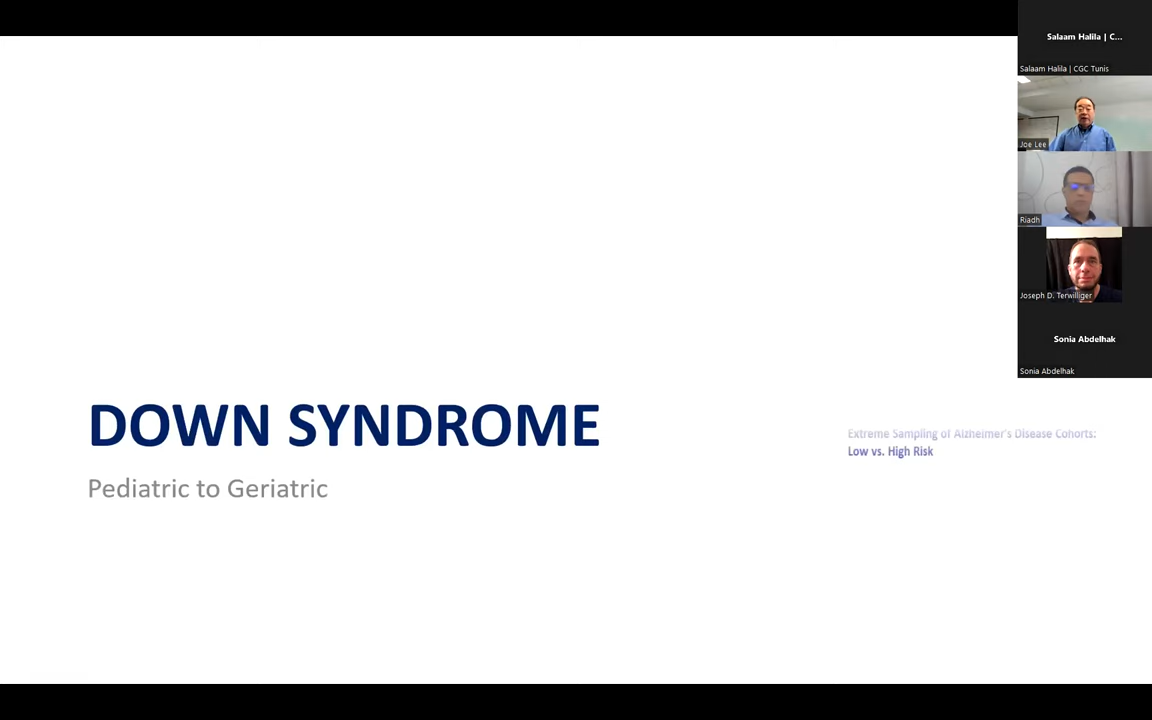 Salaam Halila | C...
Salaam Halila | CGC Tunis
Joe Lee
Riadh
Joseph D. Terwilliger
Sonia Abdelhak
Sonia Abdelhak
DOWN SYNDROME
Pediatric to Geriatric
Extreme Sampling of Alzheimer's Disease Cohorts:
Low vs. High Risk